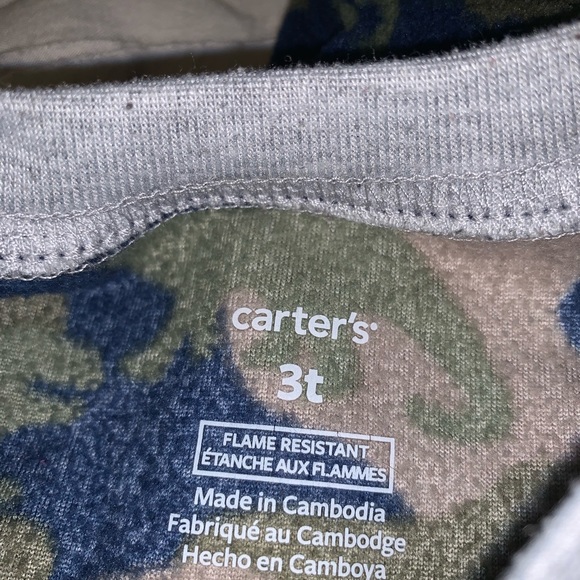 carter's
3t
FLAME RESISTANT
ÉTANCHE AUX FLAMMES
Made in Cambodia
Fabriqué au Cambodge
Hecho en Camboya